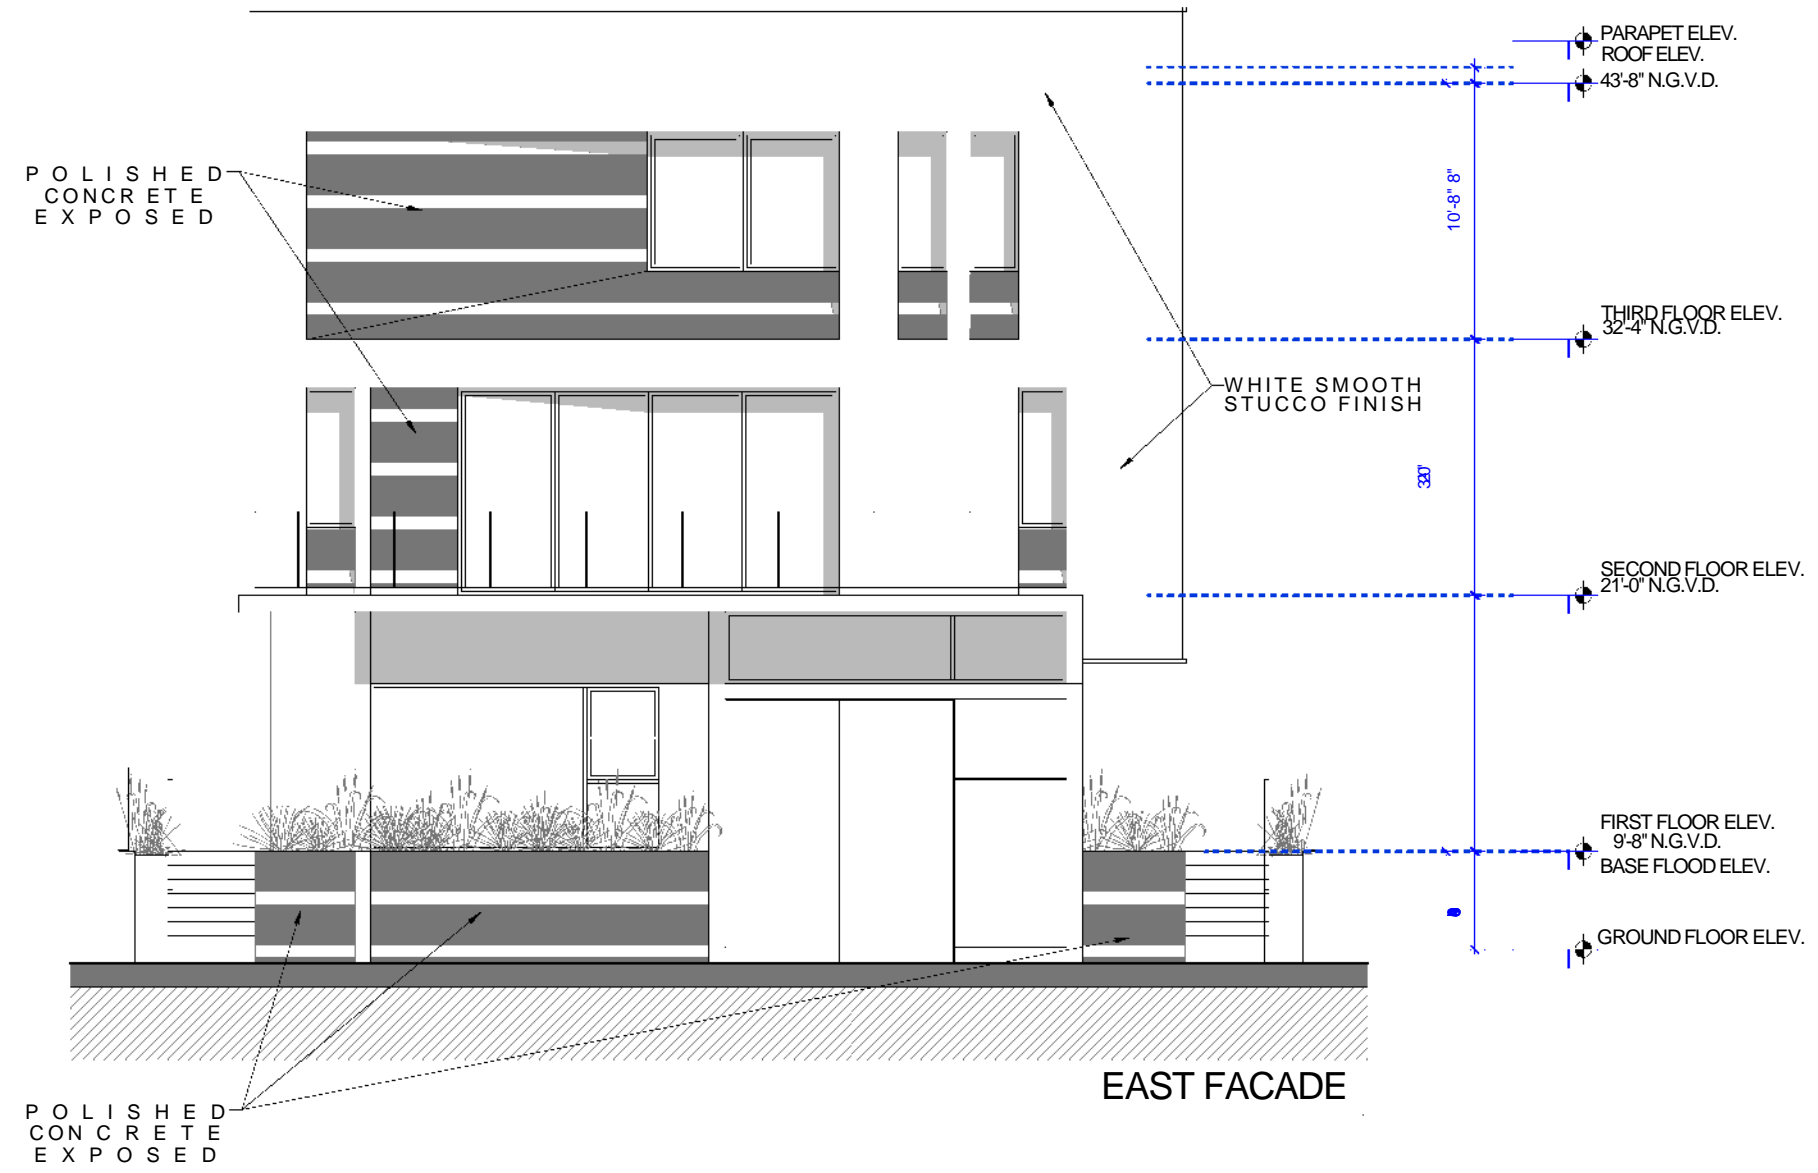 PARAPET ELEV.
ROOF ELEV.
43'-8" N.G.V.D.
POLISHED
CONCRETE
EXPOSED
10'-8" 8"
THIRD FLOOR ELEV.
32'-4" N.G.V.D.
WHITE SMOOTH
STUCCO FINISH
SECOND FLOOR ELEV.
21'-0" N.G.V.D.
FIRST FLOOR ELEV.
9'-8" N.G.V.D.
BASE FLOOD ELEV.
GROUND FLOOR ELEV.
EAST FACADE
POLISHED
CONCRETE
EXPOSED